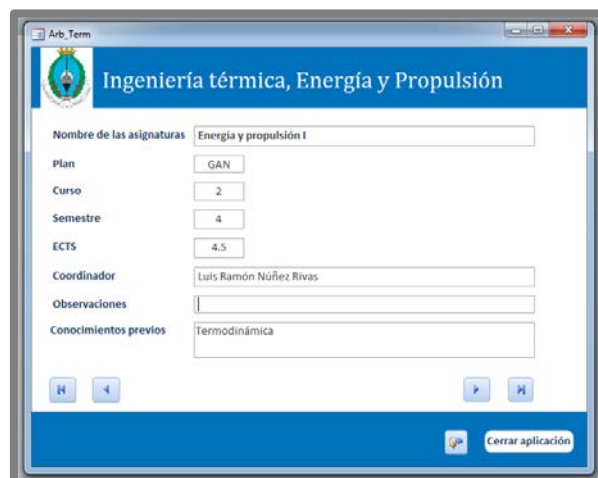 Arb_Term
Ingeniería térmica, Energía y Propulsión
Nombre de las asignaturas Energía y propulsión I
Plan GAN
Curso 2
Semestre 4
ECTS 4.5
Coordinador Luis Ramón Núñez Rivas
Observaciones
Conocimientos previos Termodinámica
Cerrar aplicación